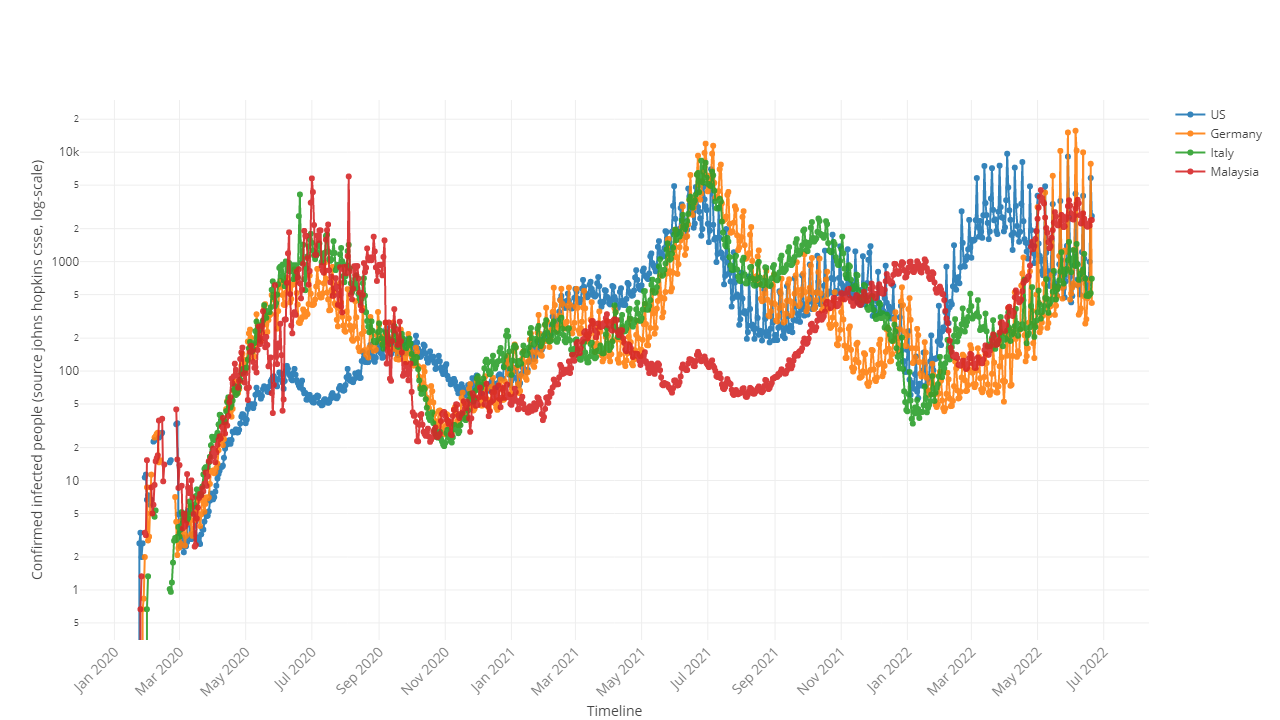 Confirmed infected people (source johns hopkins csse, log-scale)
2
10k
5
2
1000
5
2
100
5
2
10
5
2
1
5
Jan 2020
Mar 2020
May 2020
Jul 2020
Sep 2020
Nov 2020
Jan 2021
Mar 2021
May 2021
Jul 2021
Sep 2021
Nov 2021
Jan 2022
Mar 2022
May 2022
Jul 2022
Timeline
US
Germany
Italy
Malaysia